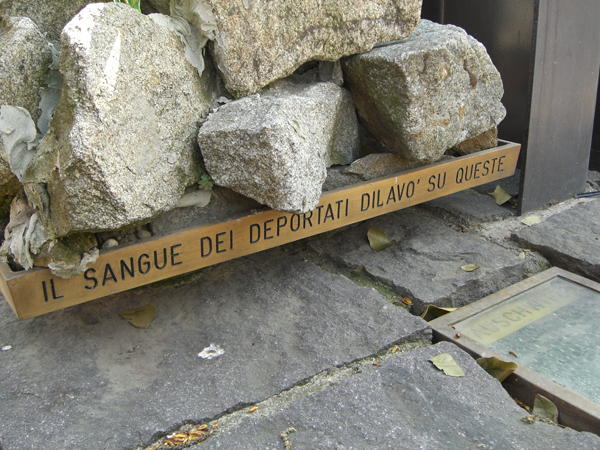 IL SANGUE DEI DEPORTATI DILAVO' SU QUESTE